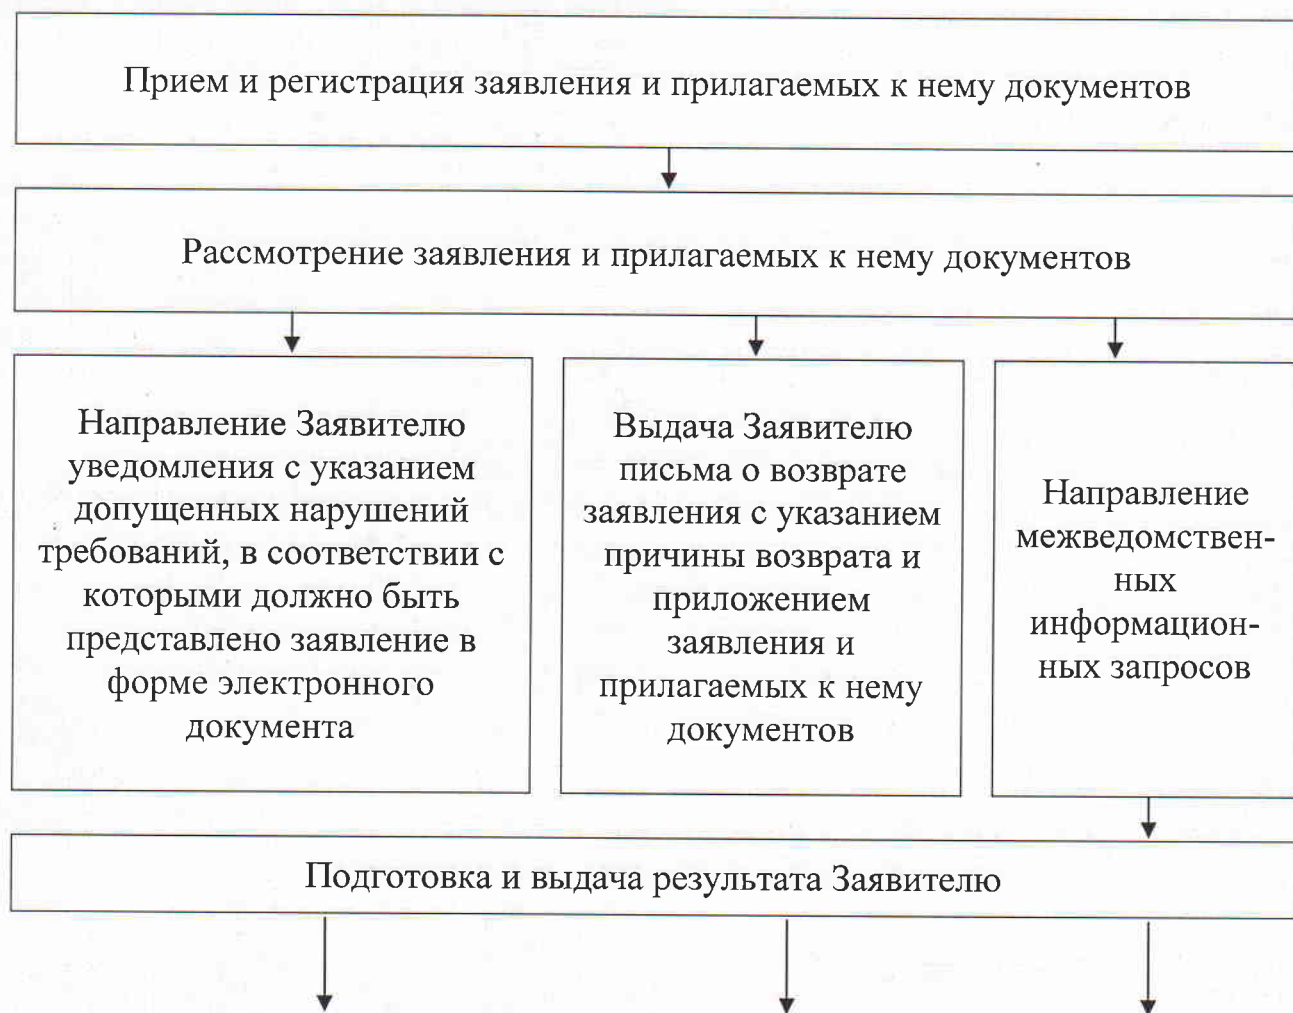 Прием и регистрация заявления и прилагаемых к нему документов
Рассмотрение заявления и прилагаемых к нему документов
Направление Заявителю
уведомления с указанием
допущенных нарушений
требований, в соответствии с
которыми должно быть
представлено заявление в
форме электронного
документа
Выдача Заявителю
письма о возврате
заявления с указанием
причины возврата и
приложением
заявления и
прилагаемых к нему
документов
Направление
межведомствен-
ных
информацион-
ных запросов
Подготовка и выдача результата Заявителю